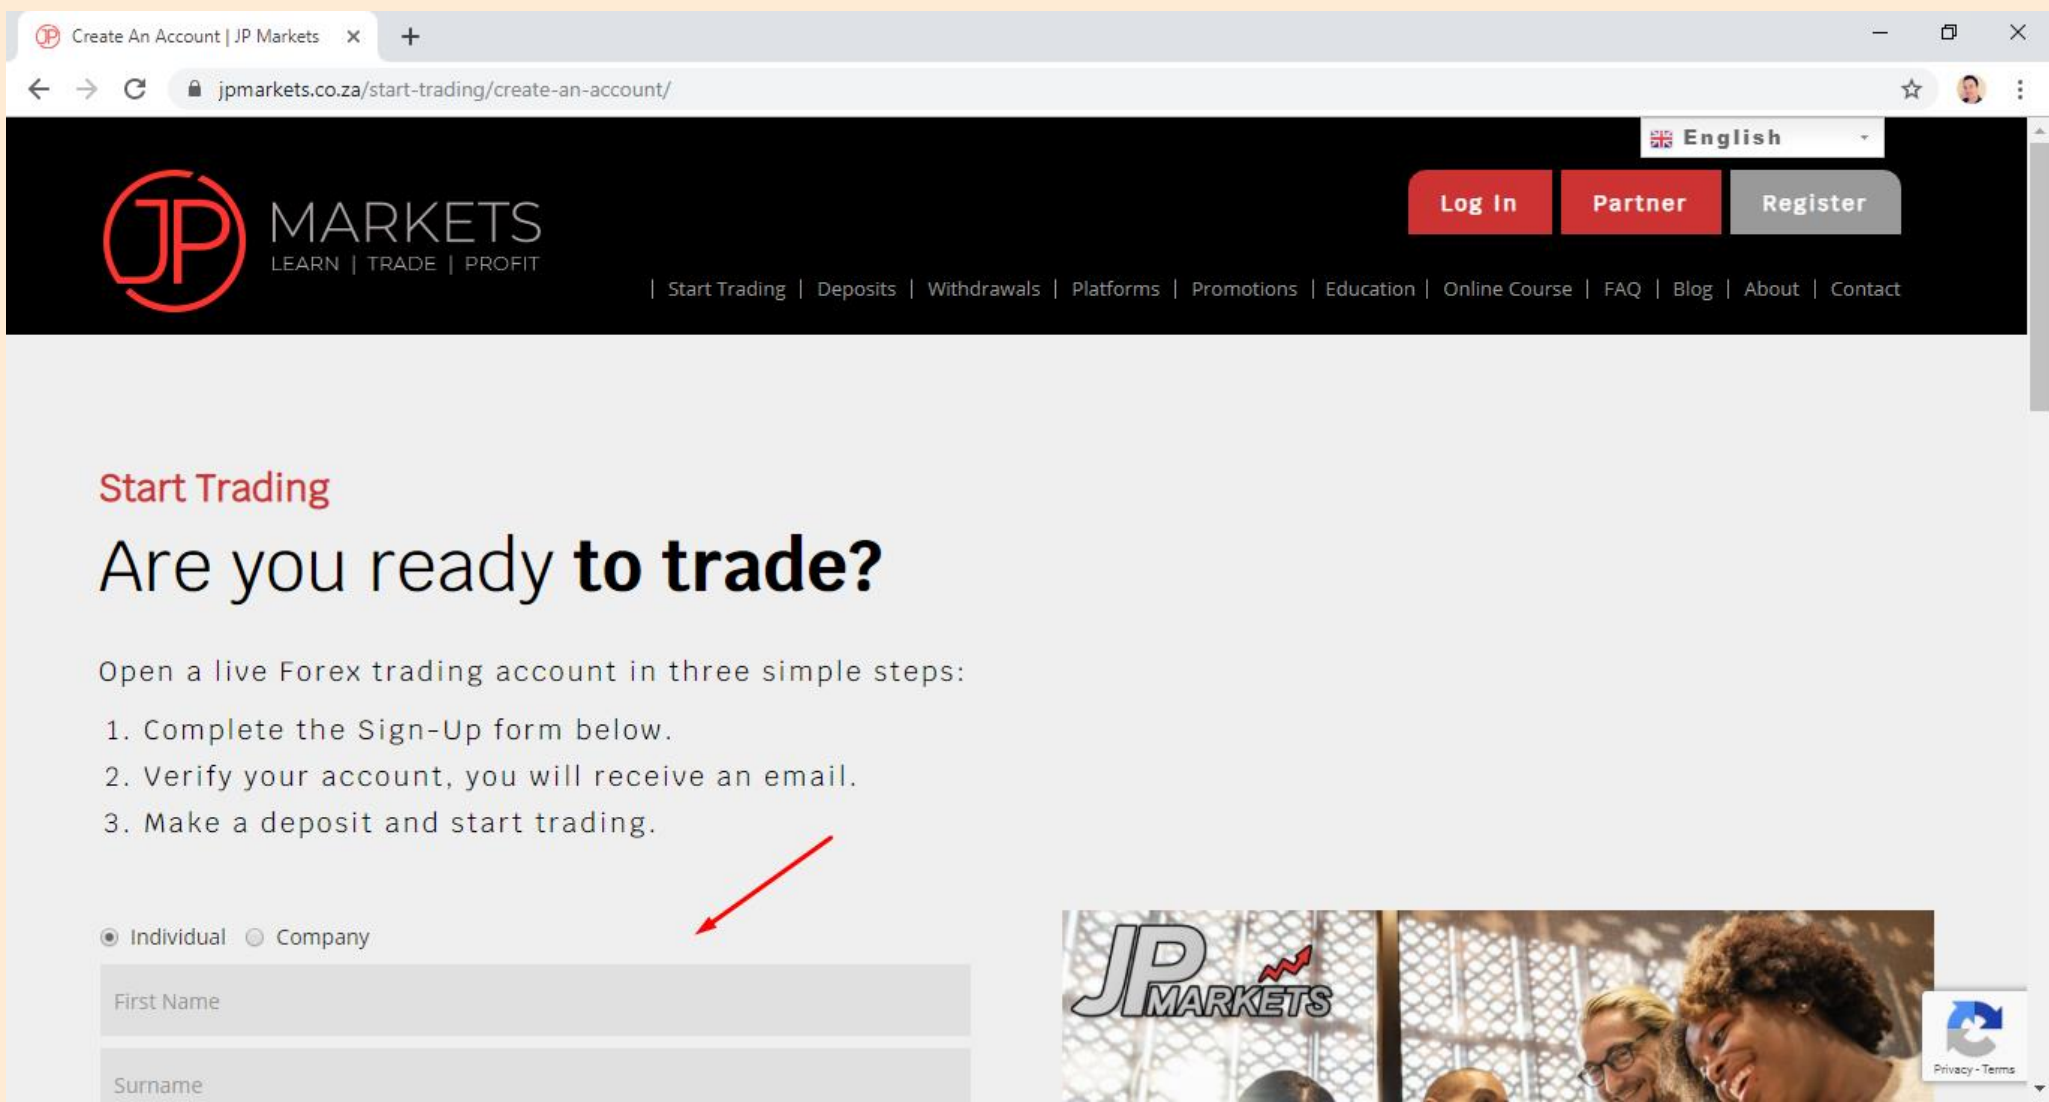 Create An Account | JP Markets
jpmarkets.co.za/start-trading/create-an-account/
English
JP
MARKETS
LEARN | TRADE | PROFIT
Log In
Partner
Register
| Start Trading | Deposits | Withdrawals | Platforms | Promotions | Education | Online Course | FAQ | Blog | About | Contact
Start Trading
Are you ready to trade?
Open a live Forex trading account in three simple steps:
1. Complete the Sign-Up form below.
2. Verify your account, you will receive an email.
3. Make a deposit and start trading.
Individual
Company
First Name
Surname
JP
MARKETS
Privacy - Terms